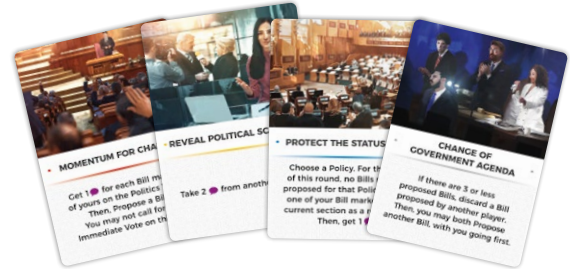 MOMENTUM FOR CHA
Get 1 for each Bill ma
of yours on the Politics
Then, Propose a Bi
You may not call for
Immediate Vote on th
REVEAL POLITICAL SC
Take 2 from anoth
PROTECT THE STATUS
Choose a Policy. For th
of this round, no Bills
proposed for that Polic
one of your Bill mark
current section as a r
Then, get 1
CHANGE OF
GOVERNMENT AGENDA
If there are 3 or less
proposed Bills, discard a Bill
proposed by another player.
Then, you may both Propose
another Bill, with you going first.